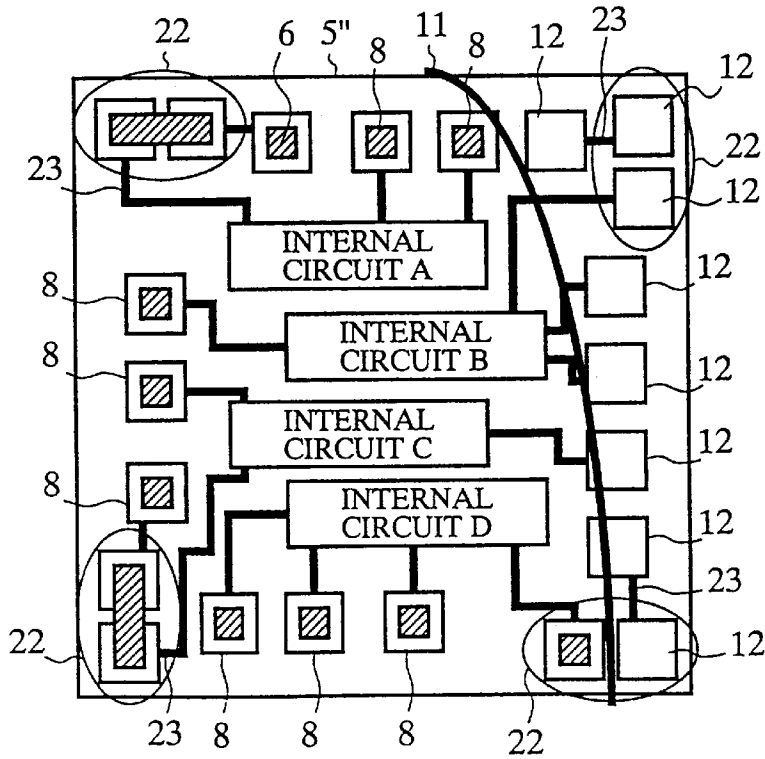 22 6 5" 11 8 12 23 12
8
22
23
12
INTERNAL
CIRCUIT A
8
12
INTERNAL
CIRCUIT B
8
12
INTERNAL
CIRCUIT C
12
8
INTERNAL
CIRCUIT D
12
23
22
12
23 8 8 8 22